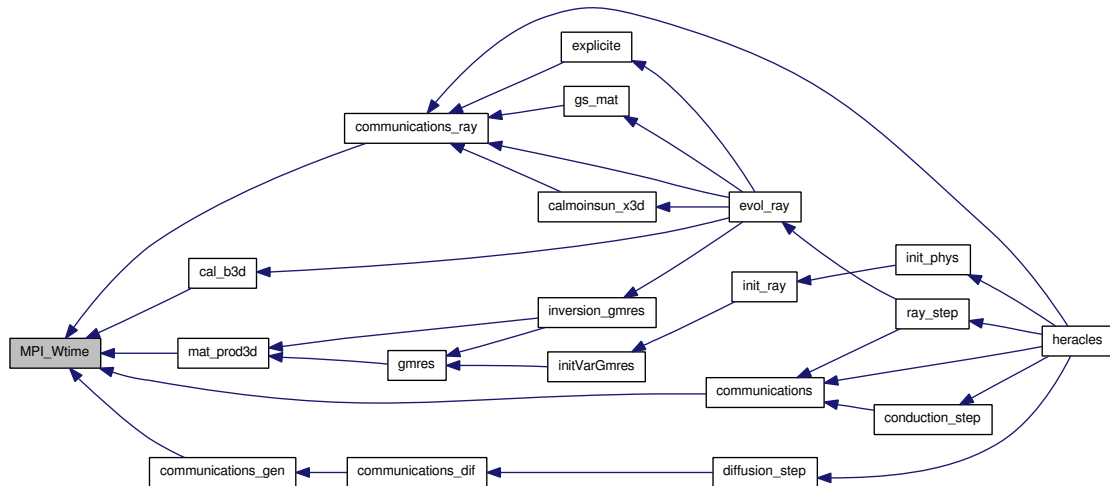 explicite
gs_mat
communications_ray
calmoinsun_x3d
evol_ray
cal_b3d
init_phys
init_ray
inversion_gmres
ray_step
MPI_Wtime
mat_prod3d
gmres
initVarGmres
heracles
communications
conduction_step
communications_gen
communications_dif
diffusion_step